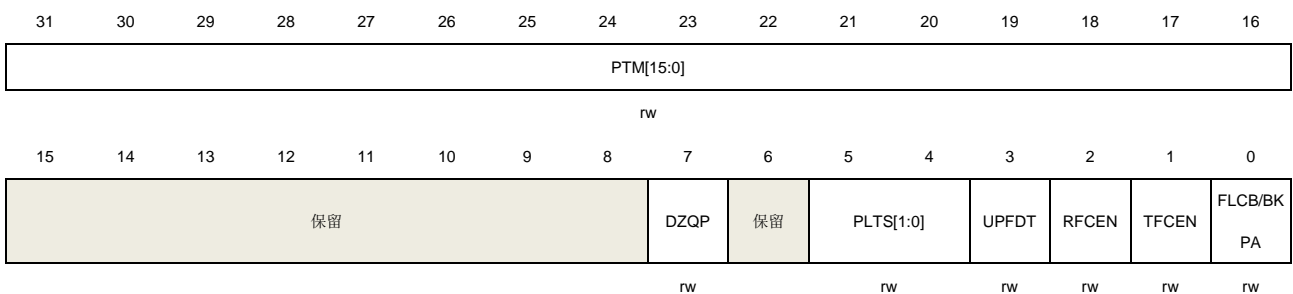 31 30 29 28 27 26 25 24 23 22 21 20 19 18 17 16
PTM[15:0]
rw
15 14 13 12 11 10 9 8 7 6 5 4 3 2 1 0
保留 DZQP 保留 PLTS[1:0] UPFDT RFCEN TFCEN FLCB/BK
PA
rw rw rw rw rw rw